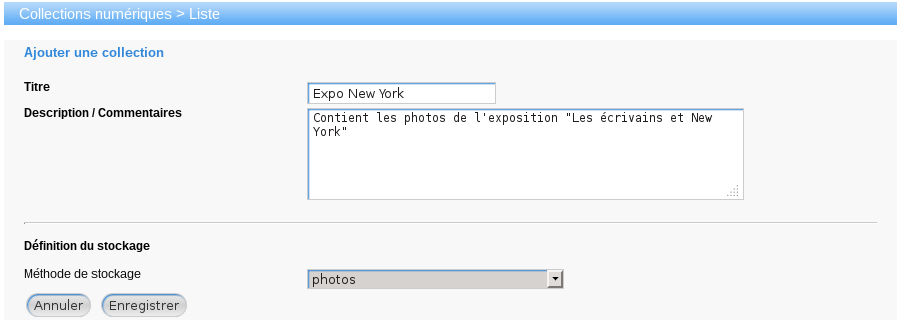 Collections numériques > Liste
Ajouter une collection
Titre
Expo New York
Description / Commentaires
Contient les photos de l'exposition "Les écrivains et New
York"
Définition du stockage
Méthode de stockage
photos
Annuler Enregistrer